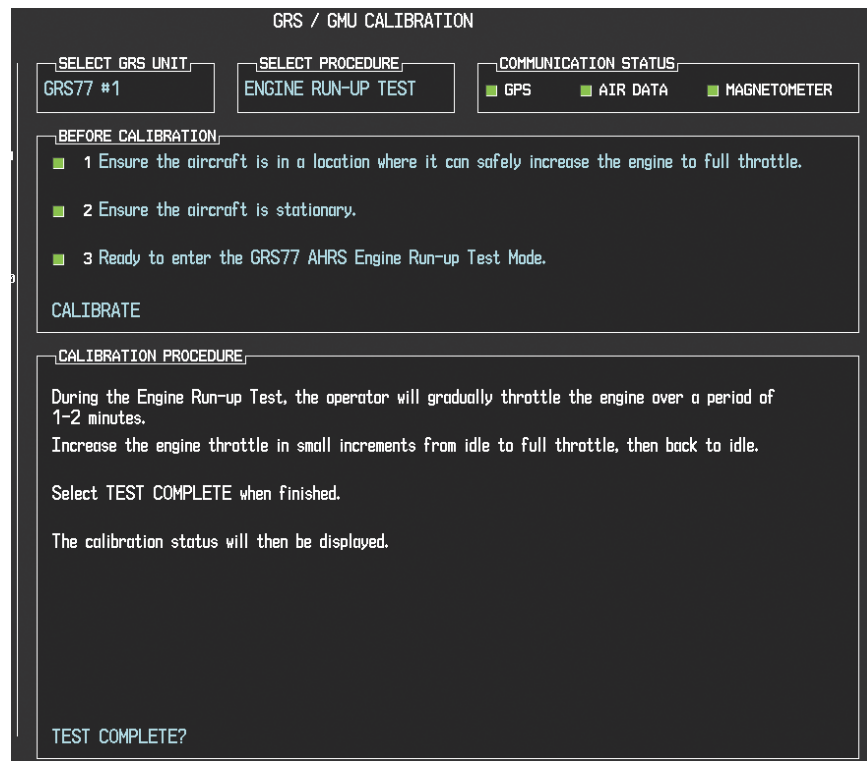 GRS / GMU CALIBRATION
SELECT GRS UNIT
GRS77 #1
SELECT PROCEDURE
ENGINE RUN-UP TEST
COMMUNICATION STATUS
GPS AIR DATA MAGNETOMETER
BEFORE CALIBRATION
1 Ensure the aircraft is in a location where it can safely increase the engine to full throttle.
2 Ensure the aircraft is stationary.
3 Ready to enter the GRS77 AHRS Engine Run-up Test Mode.
CALIBRATE
CALIBRATION PROCEDURE
During the Engine Run-up Test, the operator will gradually throttle the engine over a period of
1-2 minutes.
Increase the engine throttle in small increments from idle to full throttle, then back to idle.
Select TEST COMPLETE when finished.
The calibration status will then be displayed.
TEST COMPLETE?